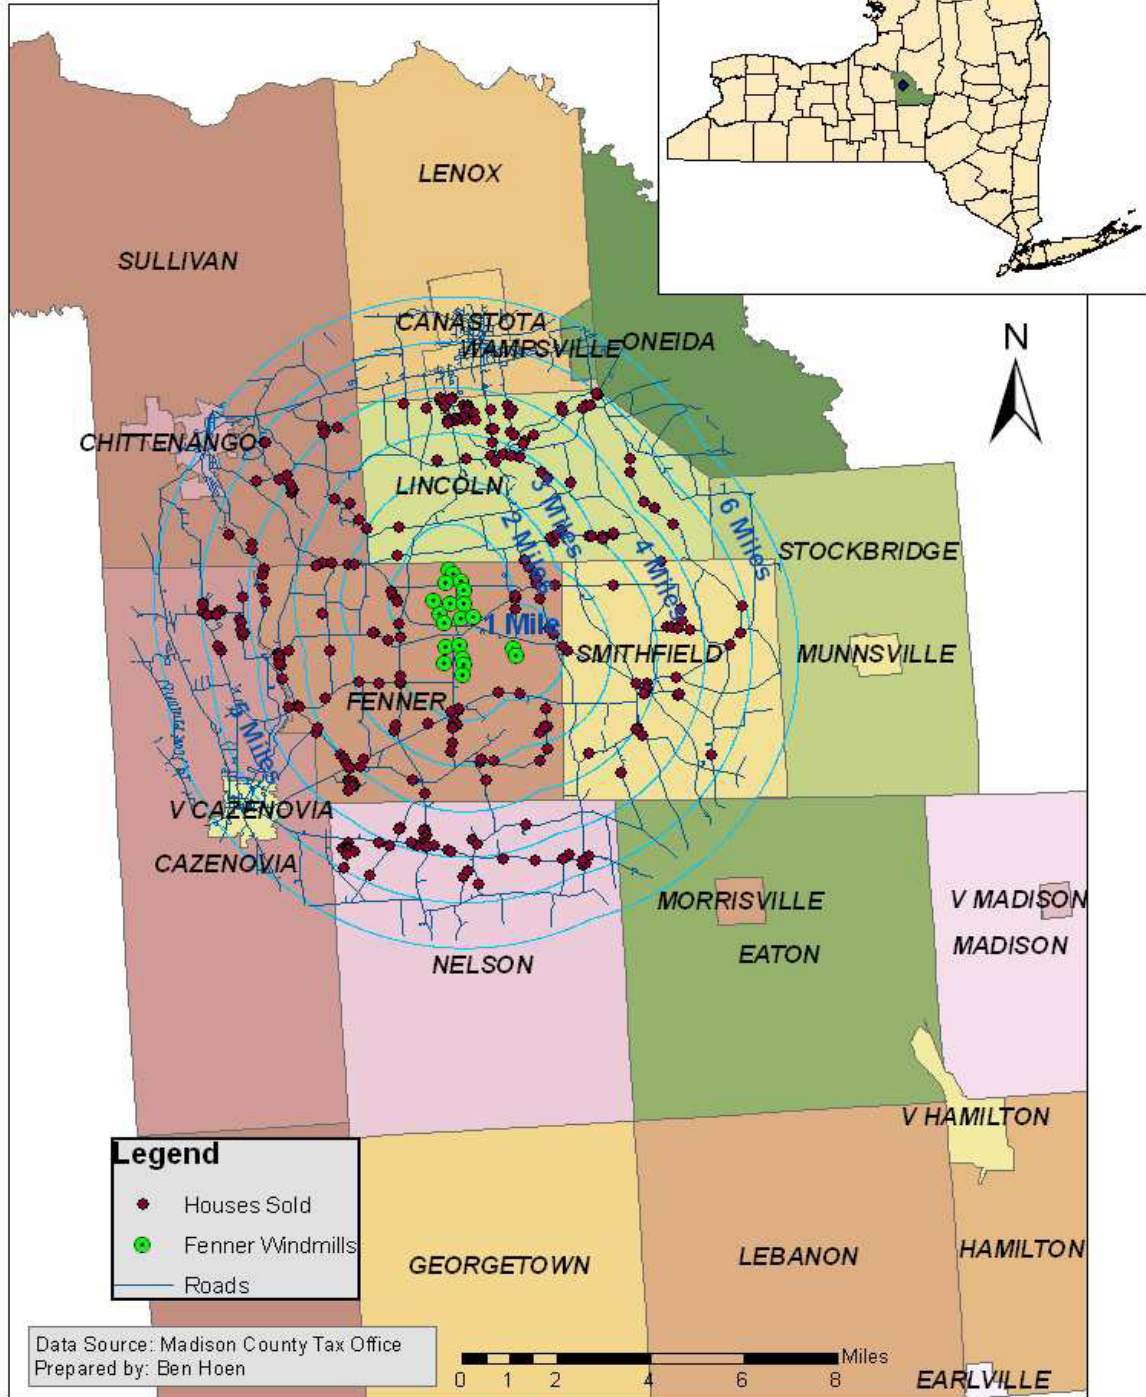 LENOX
SULLIVAN
N
CANASTOTA
WAMPSVILLE
ONEIDA
CHITTENANGO
LINCOLN
3 Miles
6 Miles
2 Miles
4 Miles
STOCKBRIDGE
1 Mile
SMITHFIELD
MUNNSVILLE
FENNER
5 Miles
V CAZENOVIA
CAZENOVIA
MORRISVILLE
V MADISON
MADISON
EATON
NELSON
V HAMILTON
Legend
Houses Sold
Fenner Windmills
Roads
GEORGETOWN
LEBANON
HAMILTON
Data Source: Madison County Tax Office
Prepared by: Ben Hoen
Miles
0 1 2 4 6 8
EARLVILLE